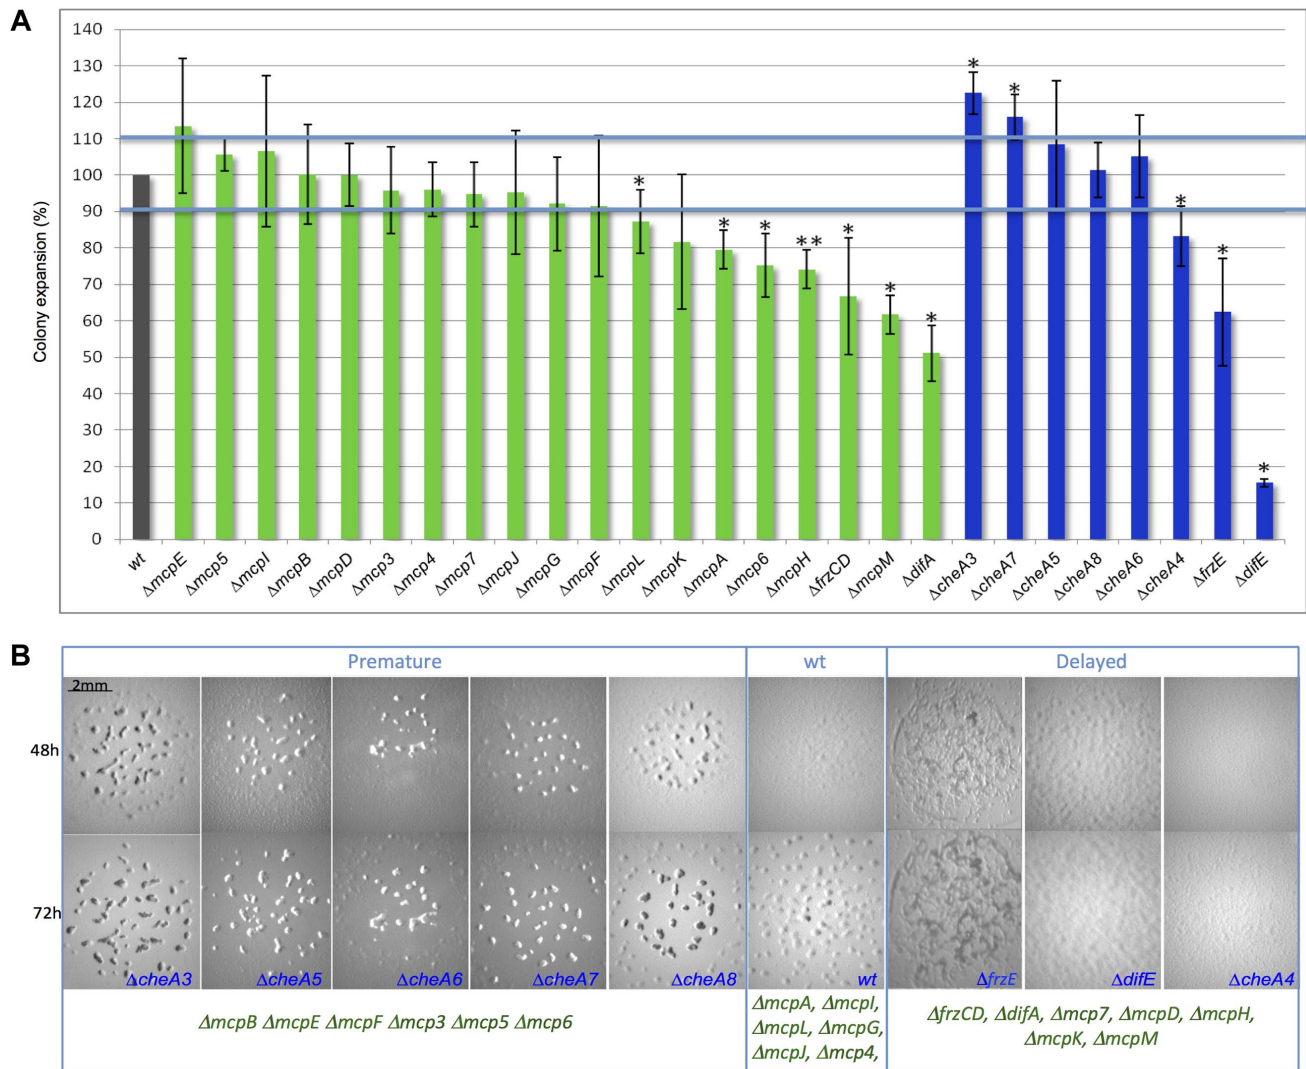 A
140
130
120
110
100
90
80
70
60
50
40
30
20
10
0
Colony expansion (%)
* * * * * ** * * * * * *
wt ΔmcpE Δmcp5 ΔmcpI ΔmcpB ΔmcpD Δmcp3 Δmcp4 Δmcp7 ΔmcpJ ΔmcpG ΔmcpF ΔmcpL ΔmcpK ΔmcpA Δmcp6 ΔmcpH ΔfrzCD ΔmcpM ΔdifA ΔcheA3 ΔcheA7 ΔcheA5 ΔcheA8 ΔcheA6 ΔcheA4 ΔfrzE ΔdifE
B
Premature wt Delayed
2mm
48h
72h
ΔcheA3 ΔcheA5 ΔcheA6 ΔcheA7 ΔcheA8 wt ΔfrzE ΔdifE ΔcheA4
ΔmcpB ΔmcpE ΔmcpF Δmcp3 Δmcp5 Δmcp6
ΔmcpA, ΔmcpI,
ΔmcpL, ΔmcpG,
ΔmcpJ, Δmcp4,
ΔfrzCD, ΔdifA, Δmcp7, ΔmcpD, ΔmcpH,
ΔmcpK, ΔmcpM